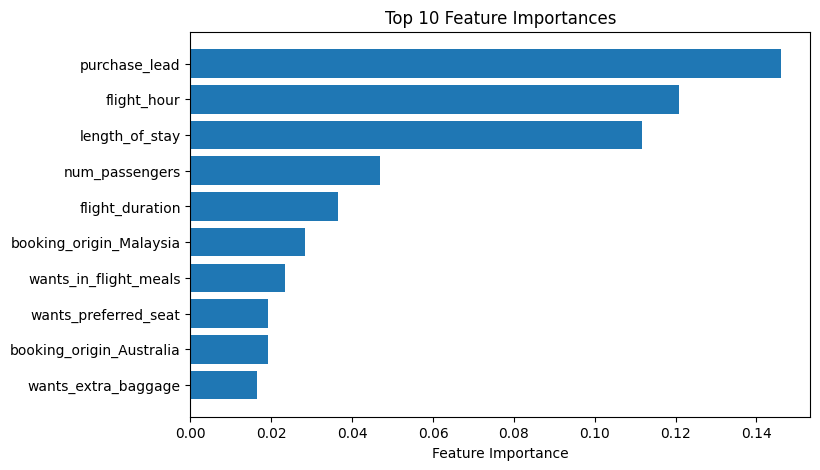 Top 10 Feature Importances
purchase_lead
flight_hour
length_of_stay
num_passengers
flight_duration
booking_origin_Malaysia
wants_in_flight_meals
wants_preferred_seat
booking_origin_Australia
wants_extra_baggage
0.00 0.02 0.04 0.06 0.08 0.10 0.12 0.14
Feature Importance